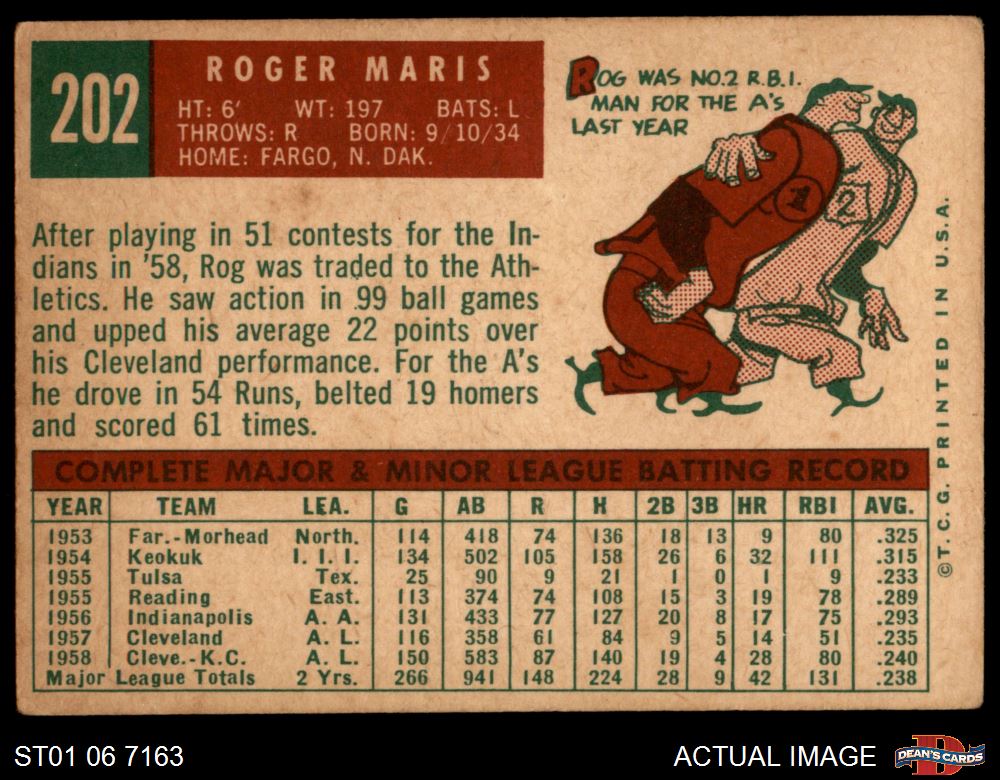 202
ROGER MARIS
HT: 6' WT: 197 BATS: L
THROWS: R BORN: 9/10/34
HOME: FARGO, N. DAK.
ROG WAS NO.2 R.B.I.
MAN FOR THE A's
LAST YEAR
1
2
After playing in 51 contests for the In-
dians in '58, Rog was traded to the Ath-
letics. He saw action in 99 ball games
and upped his average 22 points over
his Cleveland performance. For the A's
he drove in 54 Runs, belted 19 homers
and scored 61 times.
©T. C. G. PRINTED IN U.S.A.
COMPLETE MAJOR & MINOR LEAGUE BATTING RECORD
YEAR TEAM LEA. G AB R H 2B 3B HR RBI AVG.
1953 Far.-Morhead North. 114 418 74 136 18 13 9 80 .325
1954 Keokuk I. I. I. 134 502 105 158 26 6 32 111 .315
1955 Tulsa Tex. 25 90 9 21 1 0 1 9 .233
1955 Reading East. 113 374 74 108 15 3 19 78 .289
1956 Indianapolis A. A. 131 433 77 127 20 8 17 75 .293
1957 Cleveland A. L. 116 358 61 84 9 5 14 51 .235
1958 Cleve.-K.C. A. L. 150 583 87 140 19 4 28 80 .240
Major League Totals 2 Yrs. 266 941 148 224 28 9 42 131 .238
ST01 06 7163
ACTUAL IMAGE
D
DEAN'S CARDS